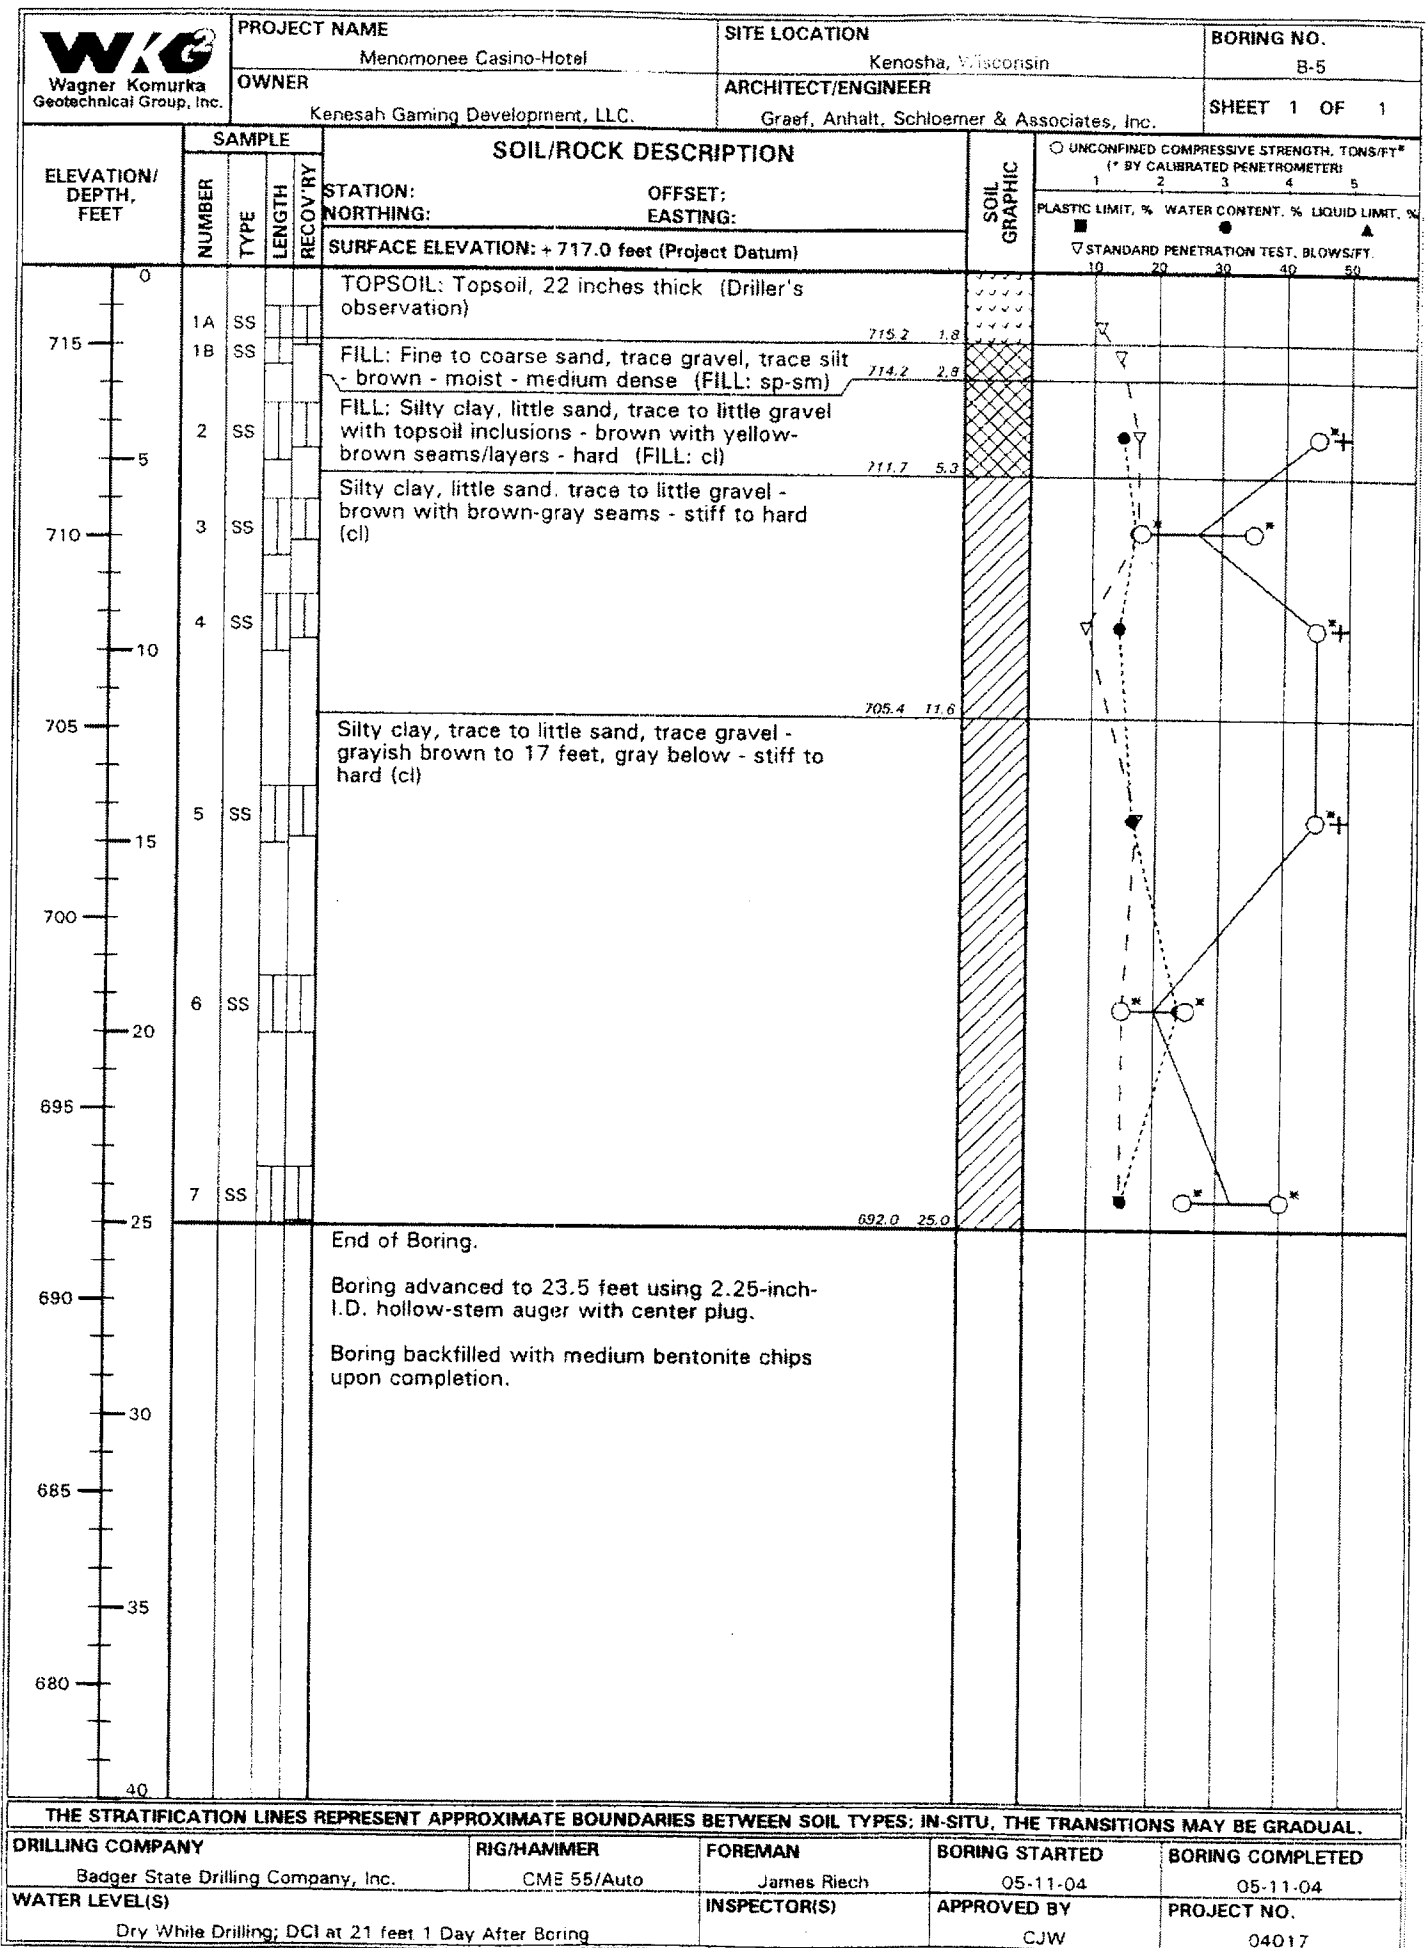 WKG2
Wagner Komurka
Geotechnical Group, Inc.
PROJECT NAME
Menomonee Casino-Hotel
SITE LOCATION
Kenosha, Wisconsin
BORING NO.
B-5
OWNER
Kenesah Gaming Development, LLC.
ARCHITECT/ENGINEER
Graef, Anhalt, Schloemer & Associates, Inc.
SHEET 1 OF 1
ELEVATION/
DEPTH,
FEET
SAMPLE
NUMBER
TYPE
LENGTH
RECOV'RY
SOIL/ROCK DESCRIPTION
STATION: OFFSET:
NORTHING: EASTING:
SURFACE ELEVATION: +717.0 feet (Project Datum)
SOIL
GRAPHIC
UNCONFINED COMPRESSIVE STRENGTH, TONS/FT²
(* BY CALIBRATED PENETROMETER)
1 2 3 4 5
PLASTIC LIMIT, % WATER CONTENT, % LIQUID LIMIT, %
STANDARD PENETRATION TEST, BLOWS/FT.
10 20 30 40 50
0
TOPSOIL: Topsoil, 22 inches thick (Driller's
observation)
1A SS
715.2 1.8
715
1B SS
FILL: Fine to coarse sand, trace gravel, trace silt
- brown - moist - medium dense (FILL: sp-sm)
714.2 2.8
FILL: Silty clay, little sand, trace to little gravel
with topsoil inclusions - brown with yellow-
brown seams/layers - hard (FILL: cl)
2 SS
5
711.7 5.3
Silty clay, little sand, trace to little gravel -
brown with brown-gray seams - stiff to hard
(cl)
3 SS
710
4 SS
10
705.4 11.6
705
Silty clay, trace to little sand, trace gravel -
grayish brown to 17 feet, gray below - stiff to
hard (cl)
5 SS
15
700
6 SS
20
695
7 SS
25
692.0 25.0
End of Boring.
Boring advanced to 23.5 feet using 2.25-inch-
I.D. hollow-stem auger with center plug.
690
Boring backfilled with medium bentonite chips
upon completion.
30
685
35
680
40
THE STRATIFICATION LINES REPRESENT APPROXIMATE BOUNDARIES BETWEEN SOIL TYPES; IN-SITU, THE TRANSITIONS MAY BE GRADUAL.
DRILLING COMPANY
Badger State Drilling Company, Inc.
RIG/HAMMER
CME 55/Auto
FOREMAN
James Riech
BORING STARTED
05-11-04
BORING COMPLETED
05-11-04
WATER LEVEL(S)
Dry While Drilling; DCI at 21 feet 1 Day After Boring
INSPECTOR(S)
APPROVED BY
CJW
PROJECT NO.
04017